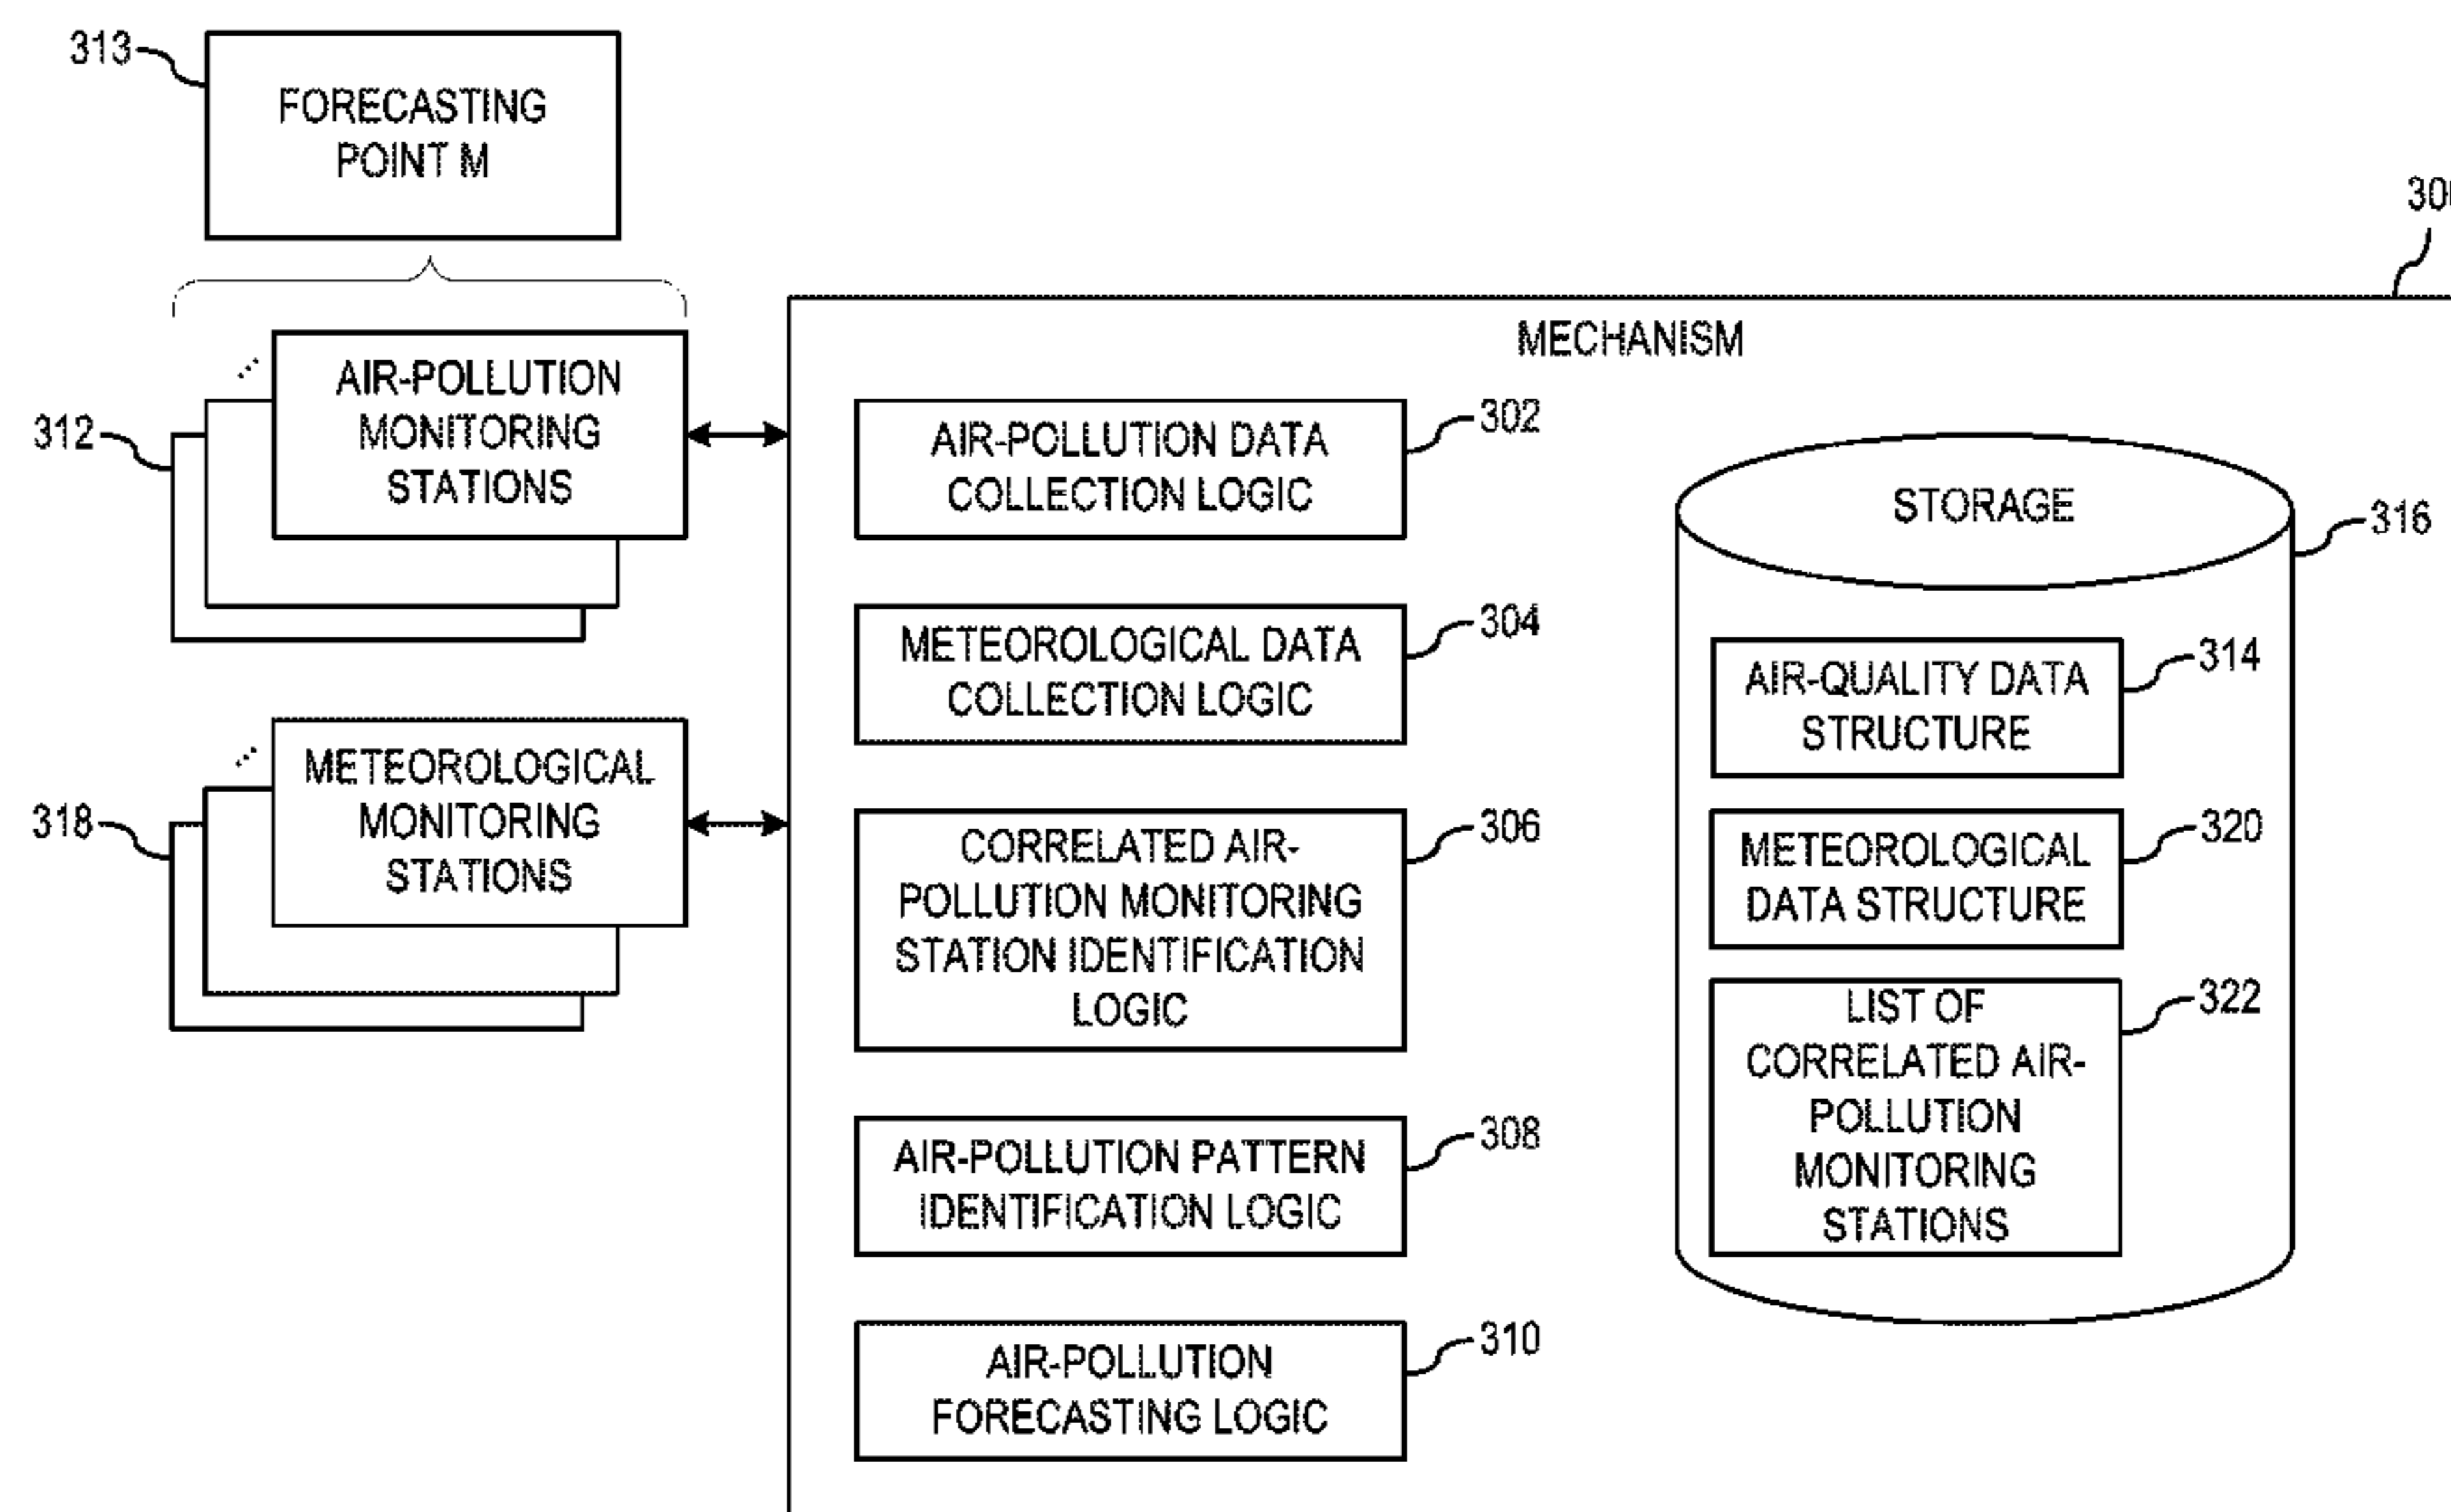 313
FORECASTING
POINT M
312
AIR-POLLUTION
MONITORING
STATIONS
318
METEOROLOGICAL
MONITORING
STATIONS
MECHANISM
302
AIR-POLLUTION DATA
COLLECTION LOGIC
304
METEOROLOGICAL DATA
COLLECTION LOGIC
306
CORRELATED AIR-
POLLUTION MONITORING
STATION IDENTIFICATION
LOGIC
308
AIR-POLLUTION PATTERN
IDENTIFICATION LOGIC
310
AIR-POLLUTION
FORECASTING LOGIC
STORAGE
316
314
AIR-QUALITY DATA
STRUCTURE
320
METEOROLOGICAL
DATA STRUCTURE
322
LIST OF
CORRELATED AIR-
POLLUTION
MONITORING
STATIONS